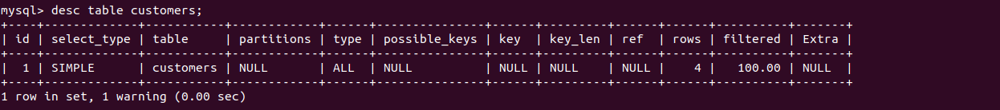 mysql> desc table customers;
+----+-------------+-----------+------------+------+---------------+------+---------+------+------+----------+-------+
| id | select_type | table     | partitions | type | possible_keys | key  | key_len | ref  | rows | filtered | Extra |
+----+-------------+-----------+------------+------+---------------+------+---------+------+------+----------+-------+
|  1 | SIMPLE      | customers | NULL       | ALL  | NULL          | NULL | NULL    | NULL |    4 |   100.00 | NULL  |
+----+-------------+-----------+------------+------+---------------+------+---------+------+------+----------+-------+
1 row in set, 1 warning (0.00 sec)